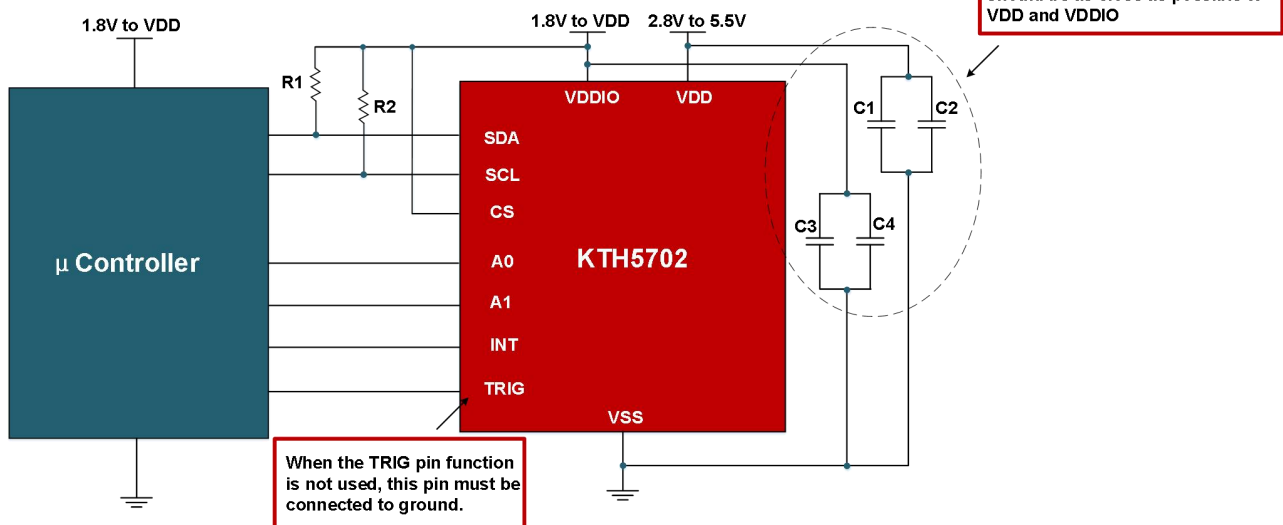 VDD and VDDIO
1.8V to VDD
1.8V to VDD
2.8V to 5.5V
R1
R2
VDDIO
VDD
C1
C2
SDA
SCL
CS
C3
C4
μ Controller
A0
KTH5702
A1
INT
TRIG
VSS
When the TRIG pin function
is not used, this pin must be
connected to ground.